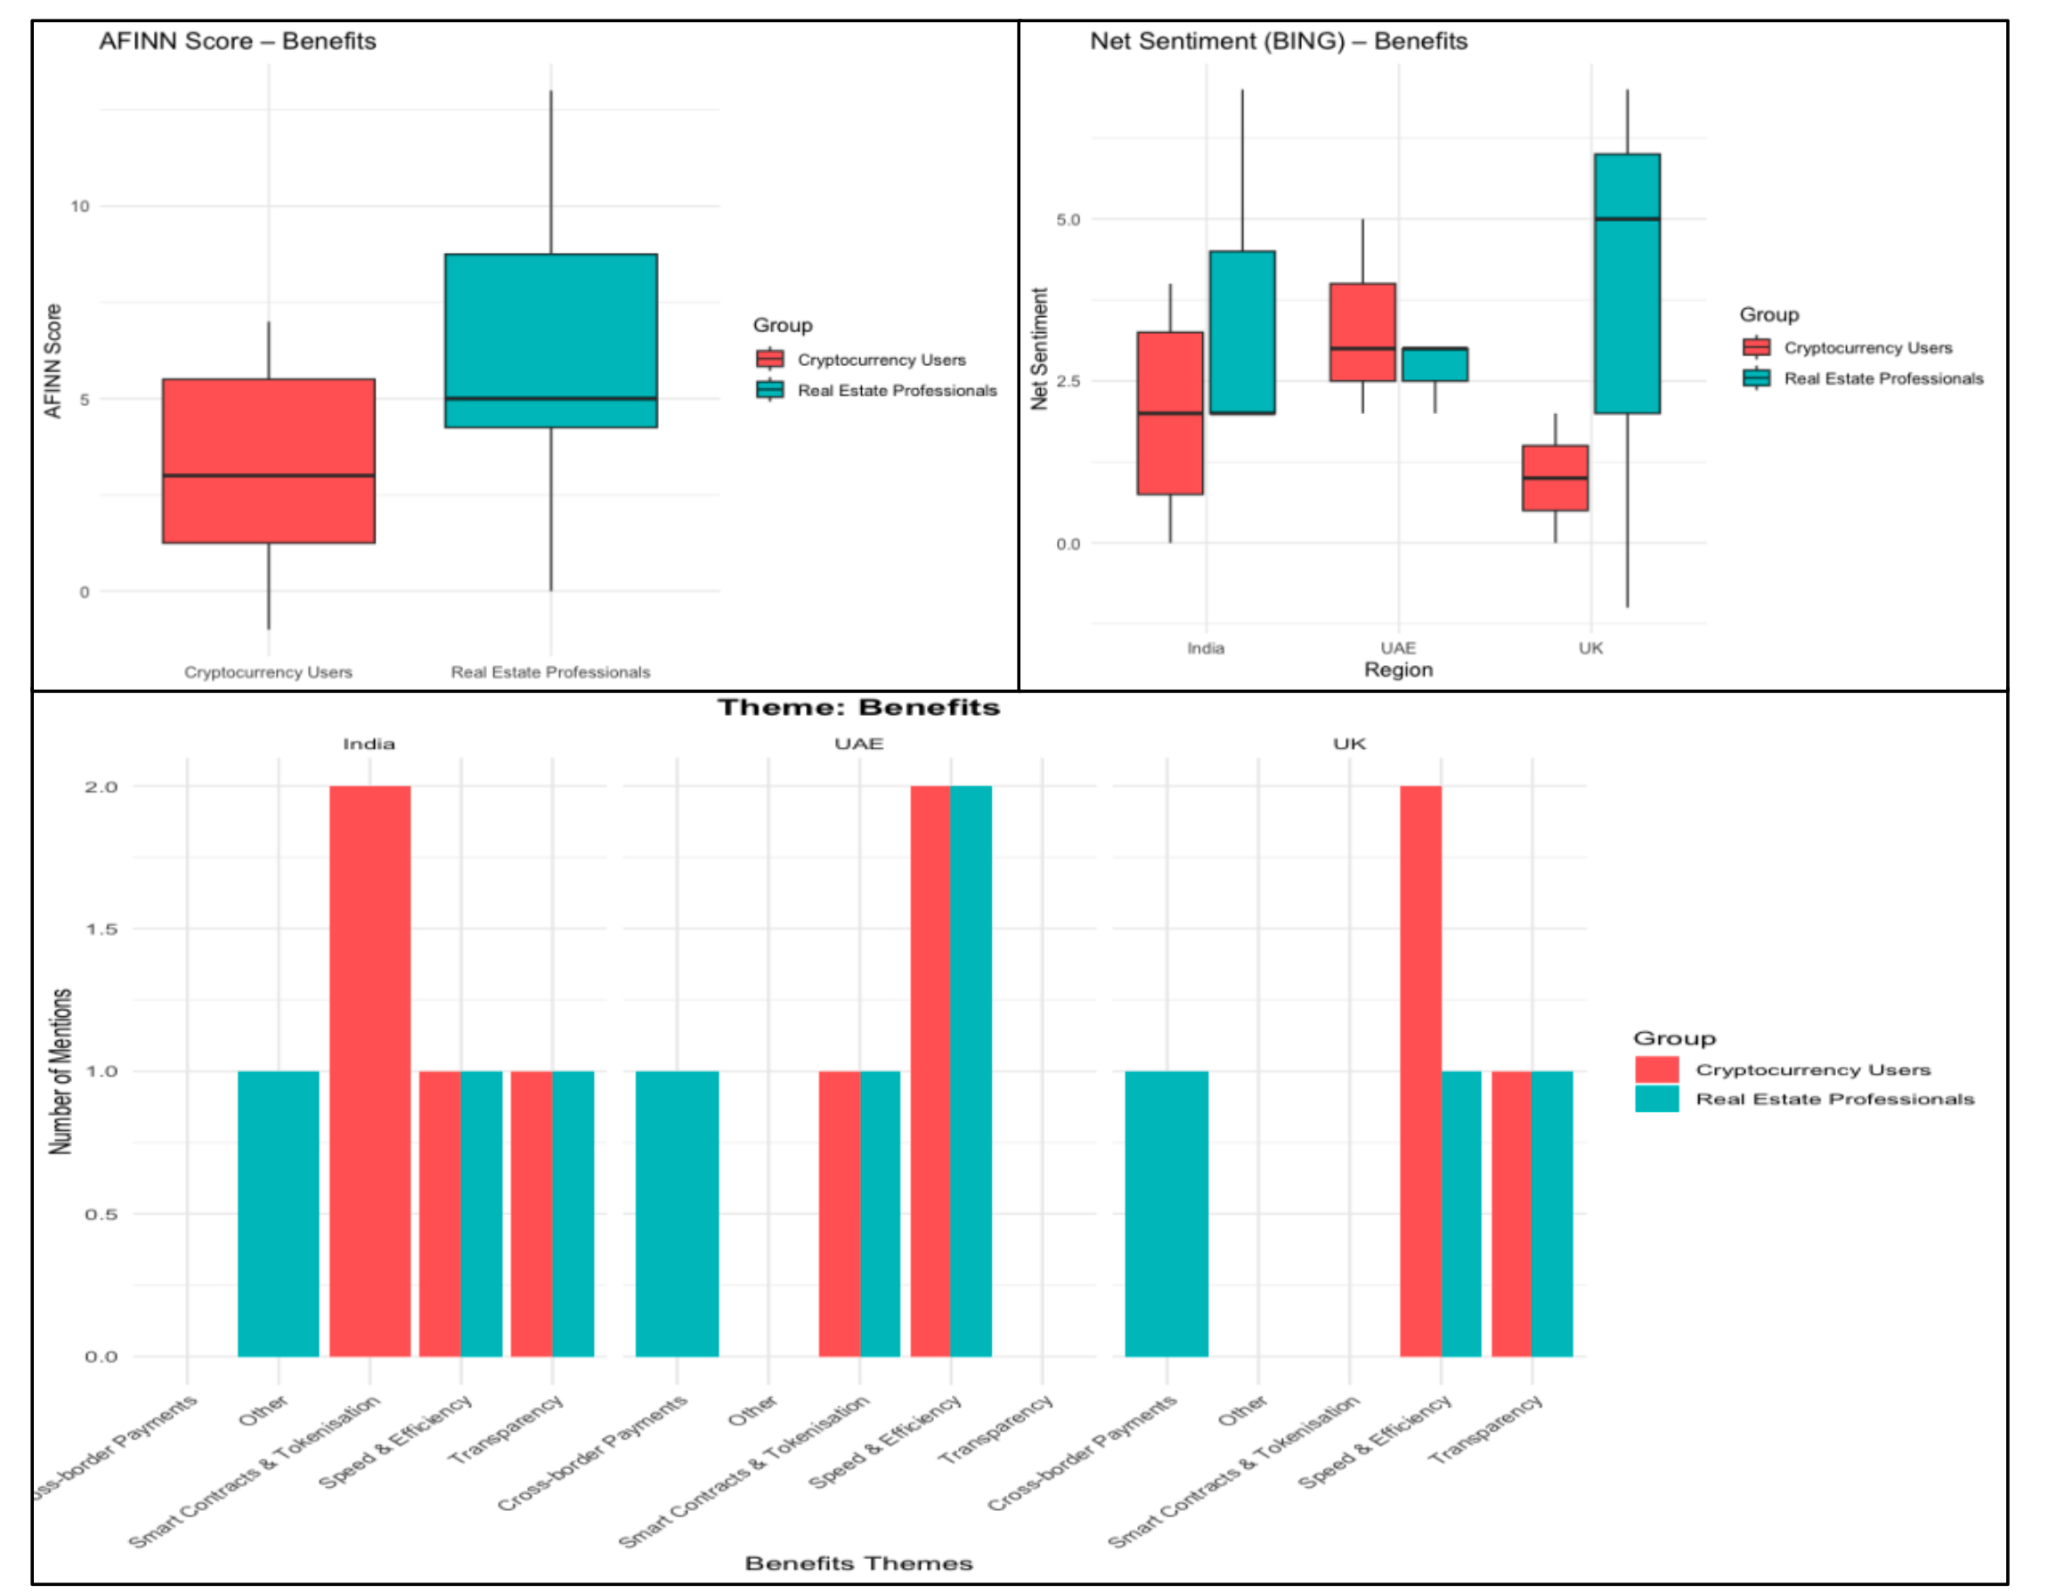 AFINN Score – Benefits
10
5
0
AFINN Score
Cryptocurrency Users
Real Estate Professionals
Group
Cryptocurrency Users
Real Estate Professionals
Net Sentiment (BING) – Benefits
5.0
2.5
0.0
Net Sentiment
India
UAE
UK
Region
Group
Cryptocurrency Users
Real Estate Professionals
Theme: Benefits
India
UAE
UK
2.0
1.5
1.0
0.5
0.0
Number of Mentions
oss-border Payments
Other
Smart Contracts & Tokenisation
Speed & Efficiency
Transparency
Cross-border Payments
Other
Smart Contracts & Tokenisation
Speed & Efficiency
Transparency
Cross-border Payments
Other
Smart Contracts & Tokenisation
Speed & Efficiency
Transparency
Benefits Themes
Group
Cryptocurrency Users
Real Estate Professionals